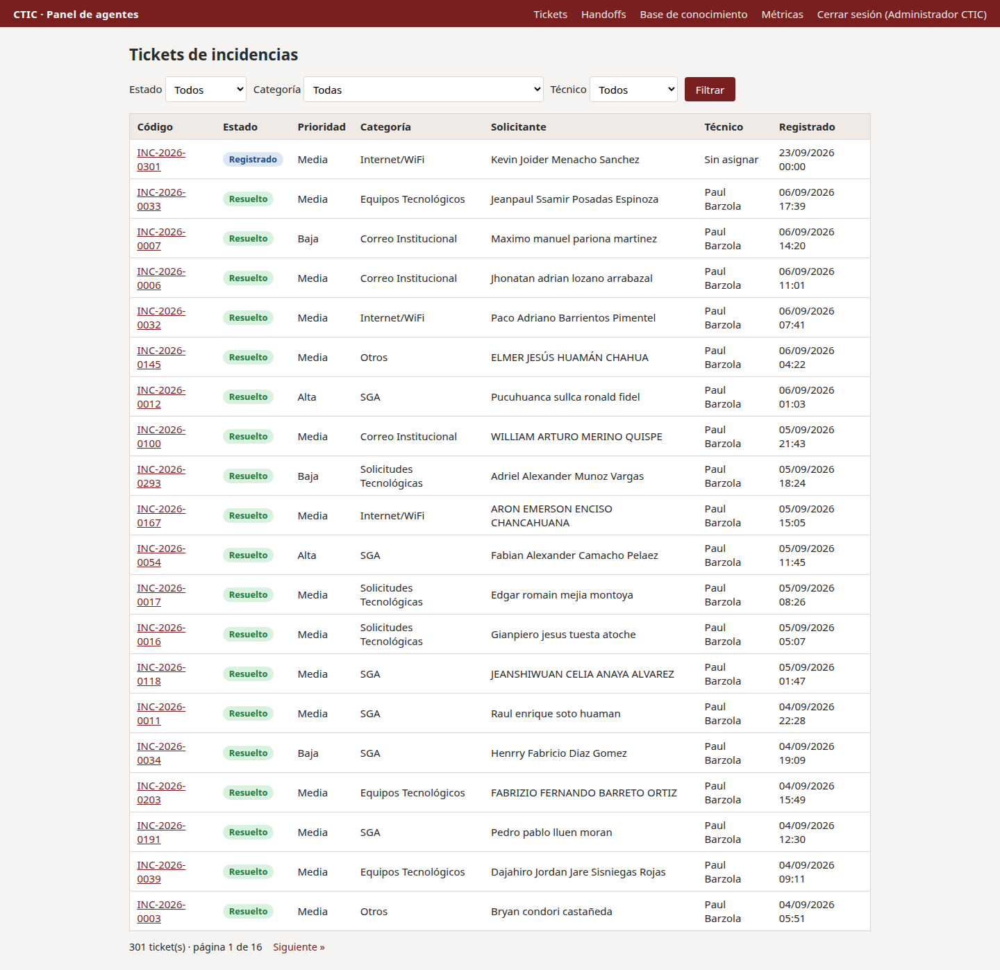 CTIC · Panel de agentes
Tickets Handoffs Base de conocimiento Métricas Cerrar sesión (Administrador CTIC)
Tickets de incidencias
Estado Todos Categoría Todas Técnico Todos Filtrar
Código Estado Prioridad Categoría Solicitante Técnico Registrado
INC-2026-0301 Registrado Media Internet/WiFi Kevin Joider Menacho Sanchez Sin asignar 23/09/2026 00:00
INC-2026-0033 Resuelto Media Equipos Tecnológicos Jeanpaul Ssamir Posadas Espinoza Paul Barzola 06/09/2026 17:39
INC-2026-0007 Resuelto Baja Correo Institucional Maximo manuel pariona martinez Paul Barzola 06/09/2026 14:20
INC-2026-0006 Resuelto Media Correo Institucional Jhonatan adrian lozano arrabazal Paul Barzola 06/09/2026 11:01
INC-2026-0032 Resuelto Media Internet/WiFi Paco Adriano Barrientos Pimentel Paul Barzola 06/09/2026 07:41
INC-2026-0145 Resuelto Media Otros ELMER JESÚS HUAMÁN CHAHUA Paul Barzola 06/09/2026 04:22
INC-2026-0012 Resuelto Alta SGA Pucuhuanca sullca ronald fidel Paul Barzola 06/09/2026 01:03
INC-2026-0100 Resuelto Media Correo Institucional WILLIAM ARTURO MERINO QUISPE Paul Barzola 05/09/2026 21:43
INC-2026-0293 Resuelto Baja Solicitudes Tecnológicas Adriel Alexander Munoz Vargas Paul Barzola 05/09/2026 18:24
INC-2026-0167 Resuelto Media Internet/WiFi ARON EMERSON ENCISO CHANCAHUANA Paul Barzola 05/09/2026 15:05
INC-2026-0054 Resuelto Alta SGA Fabian Alexander Camacho Pelaez Paul Barzola 05/09/2026 11:45
INC-2026-0017 Resuelto Media Solicitudes Tecnológicas Edgar romain mejia montoya Paul Barzola 05/09/2026 08:26
INC-2026-0016 Resuelto Media Solicitudes Tecnológicas Gianpiero jesus tuesta atoche Paul Barzola 05/09/2026 05:07
INC-2026-0118 Resuelto Media SGA JEANSHIWUAN CELIA ANAYA ALVAREZ Paul Barzola 05/09/2026 01:47
INC-2026-0011 Resuelto Media SGA Raul enrique soto huaman Paul Barzola 04/09/2026 22:28
INC-2026-0034 Resuelto Baja SGA Henrry Fabricio Diaz Gomez Paul Barzola 04/09/2026 19:09
INC-2026-0203 Resuelto Media Equipos Tecnológicos FABRIZIO FERNANDO BARRETO ORTIZ Paul Barzola 04/09/2026 15:49
INC-2026-0191 Resuelto Media SGA Pedro pablo lluen moran Paul Barzola 04/09/2026 12:30
INC-2026-0039 Resuelto Media Equipos Tecnológicos Dajahiro Jordan Jare Sisniegas Rojas Paul Barzola 04/09/2026 09:11
INC-2026-0003 Resuelto Media Otros Bryan condori castañeda Paul Barzola 04/09/2026 05:51
301 ticket(s) · página 1 de 16 Siguiente »